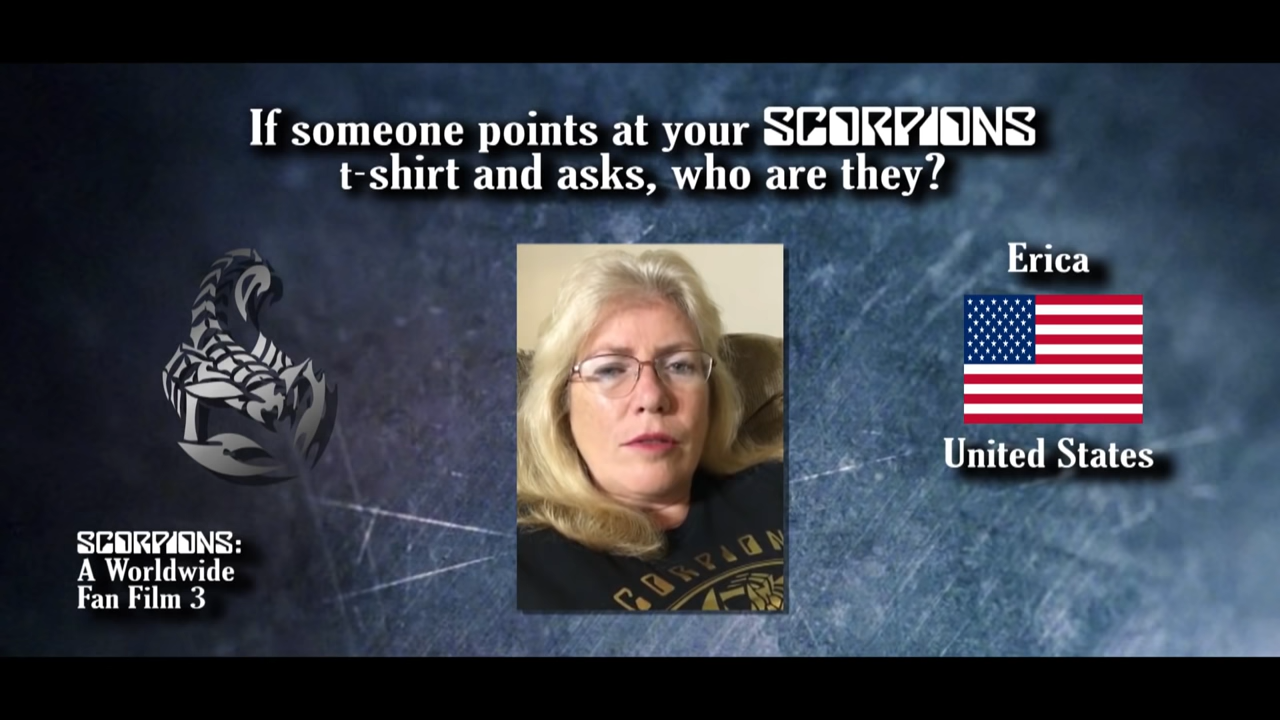 If someone points at your SCORPIONS
t-shirt and asks, who are they?
Erica
United States
SCORPIONS:
A Worldwide
Fan Film 3
SCORPIONS